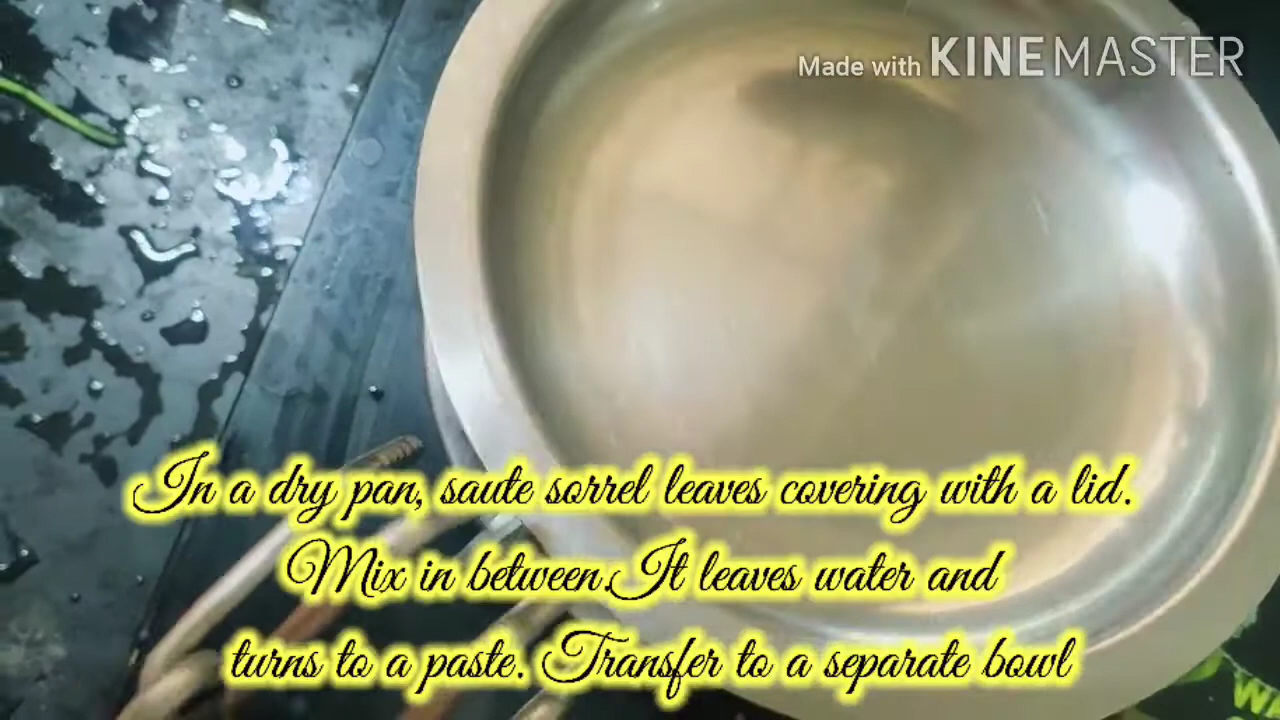 Made with KINEMASTER
In a dry pan, saute sorrel leaves covering with a lid.
Mix in between.It leaves water and
turns to a paste. Transfer to a separate bowl